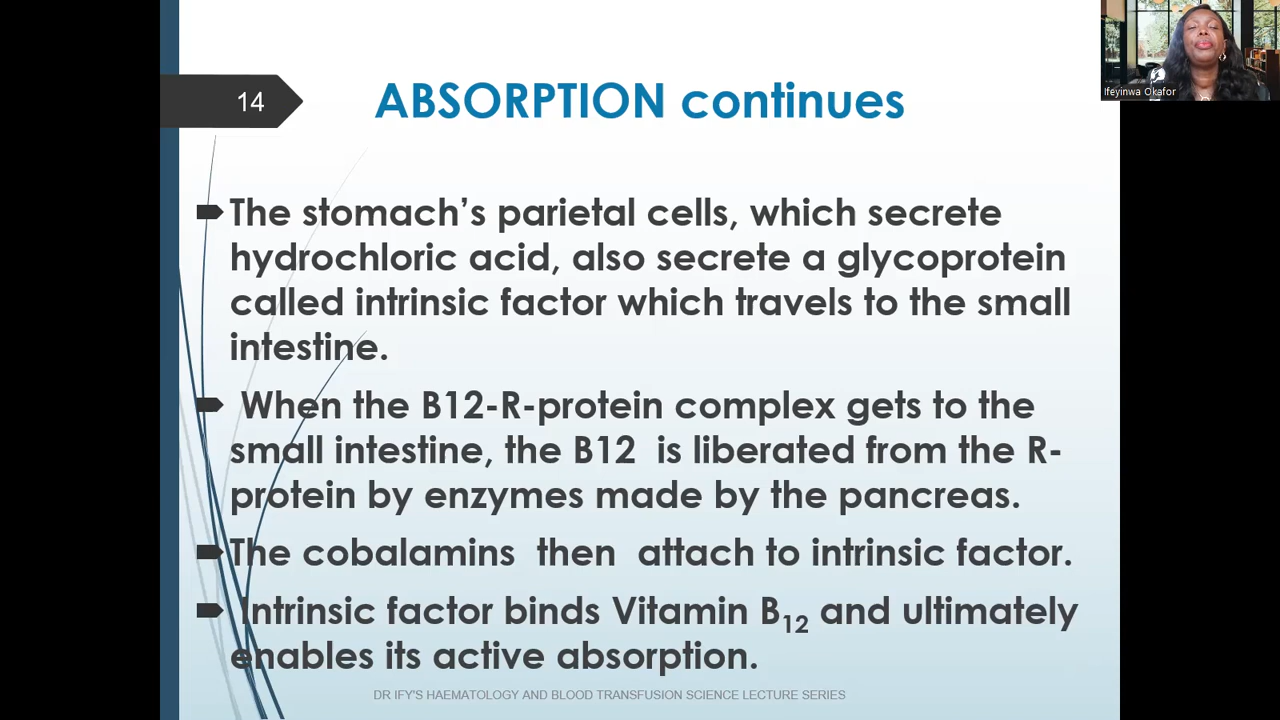 14
ABSORPTION continues
Ifeyinwa Okafor
The stomach’s parietal cells, which secrete
hydrochloric acid, also secrete a glycoprotein
called intrinsic factor which travels to the small
intestine.
When the B12-R-protein complex gets to the
small intestine, the B12 is liberated from the R-
protein by enzymes made by the pancreas.
The cobalamins then attach to intrinsic factor.
Intrinsic factor binds Vitamin B₁₂ and ultimately
enables its active absorption.
DR IFY'S HAEMATOLOGY AND BLOOD TRANSFUSION SCIENCE LECTURE SERIES